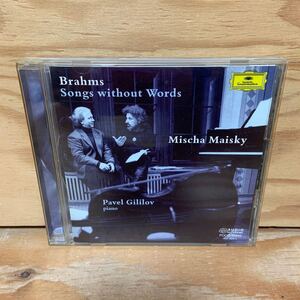 Brahms
Songs without Words
Mischa Maisky
Pavel Gililov
piano